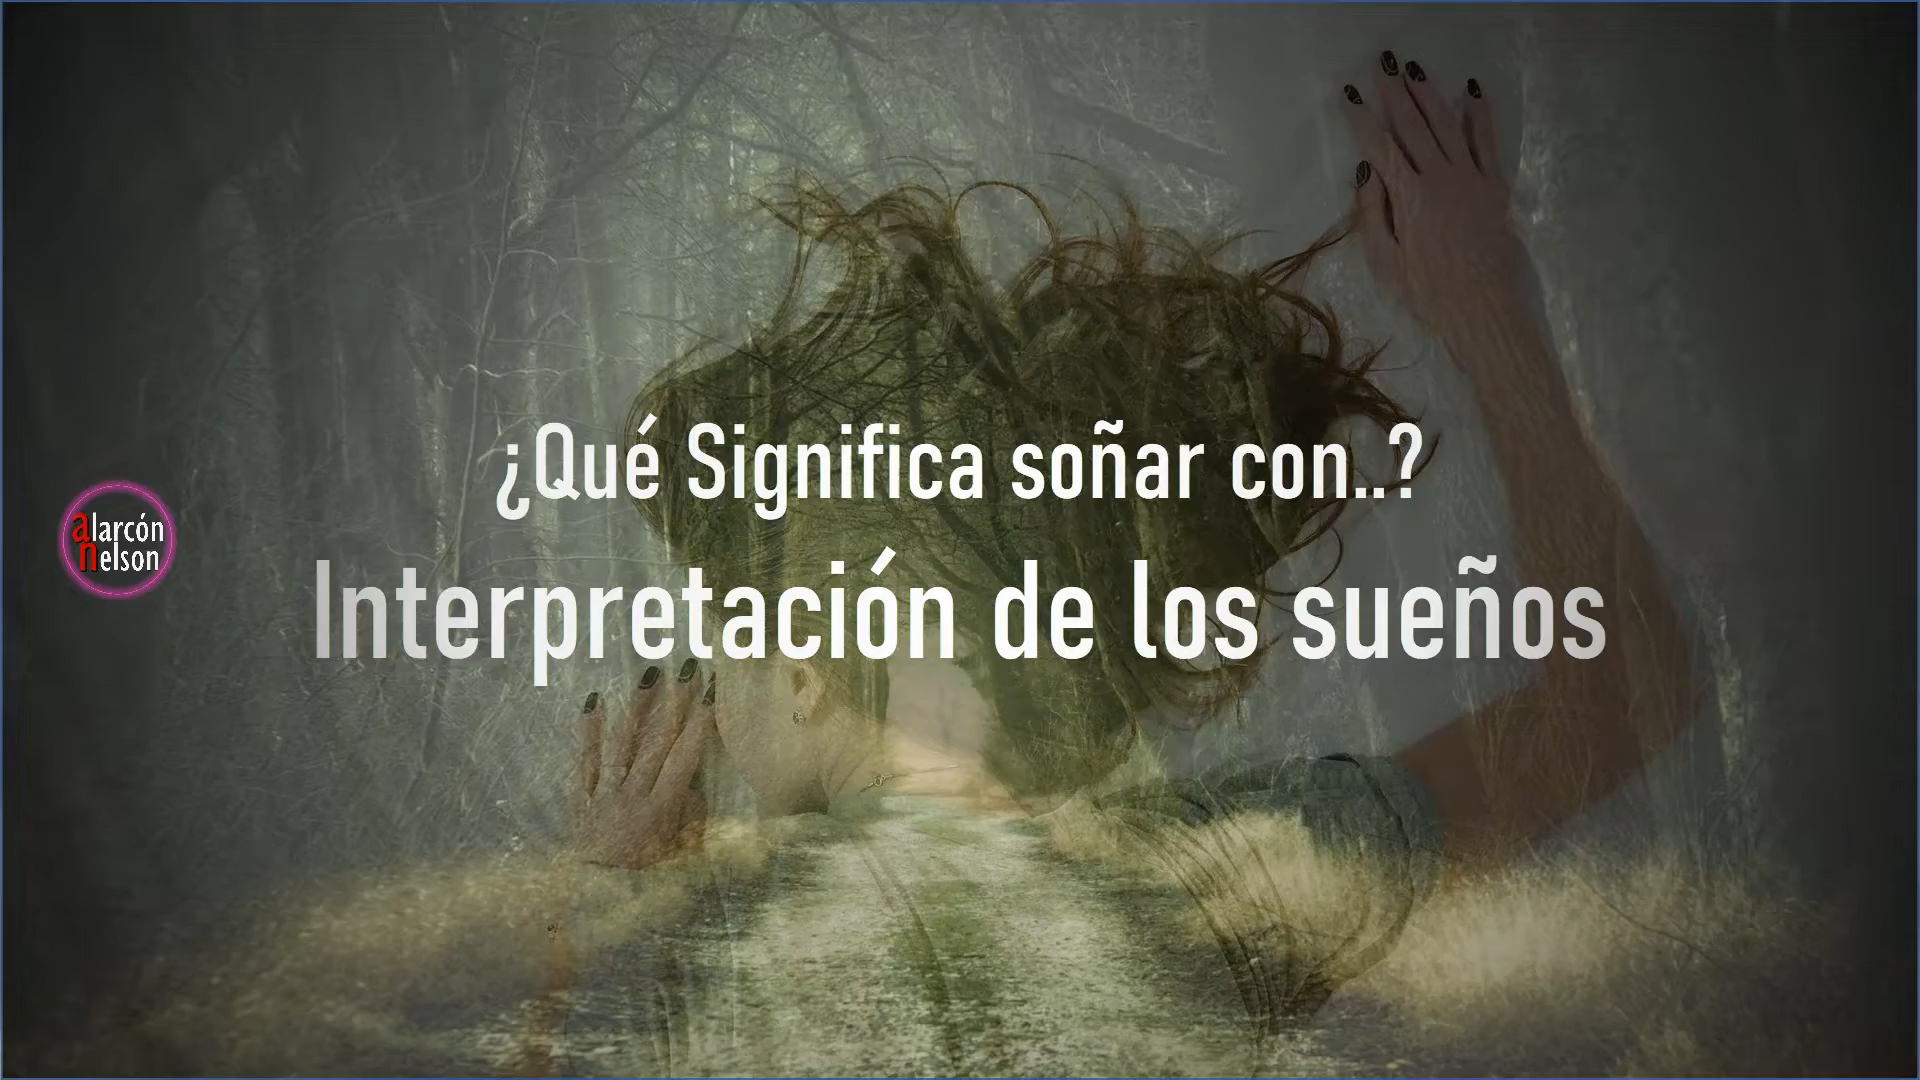 ¿Qué Significa soñar con..?
alarcón
nelson
Interpretación de los sueños